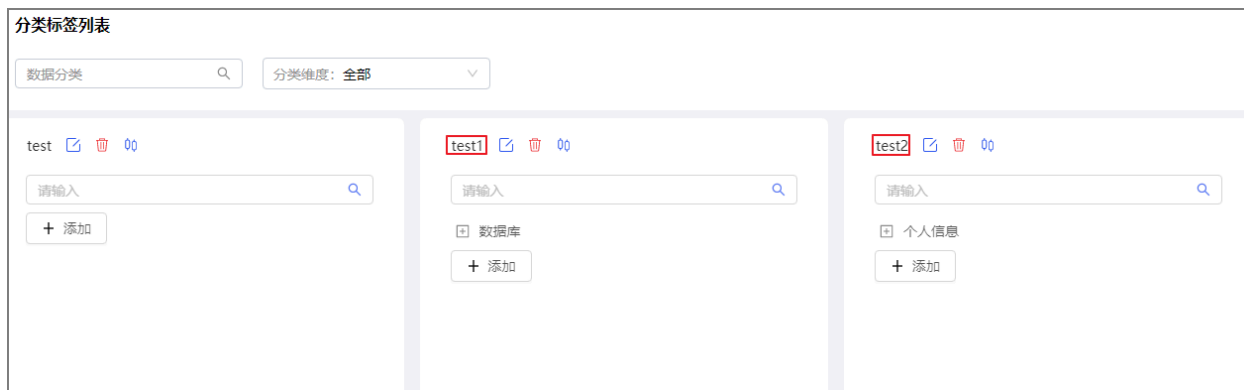 分类标签列表
数据分类
分类维度：全部
test
test1
test2
请输入
请输入
请输入
添加
数据库
个人信息
添加
添加